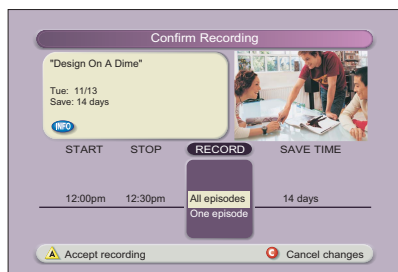 Confirm Recording
"Design On A Dime"
Tue: 11/13
Save: 14 days
INFO
START STOP RECORD SAVE TIME
12:00pm 12:30pm All episodes 14 days
One episode
A Accept recording C Cancel changes